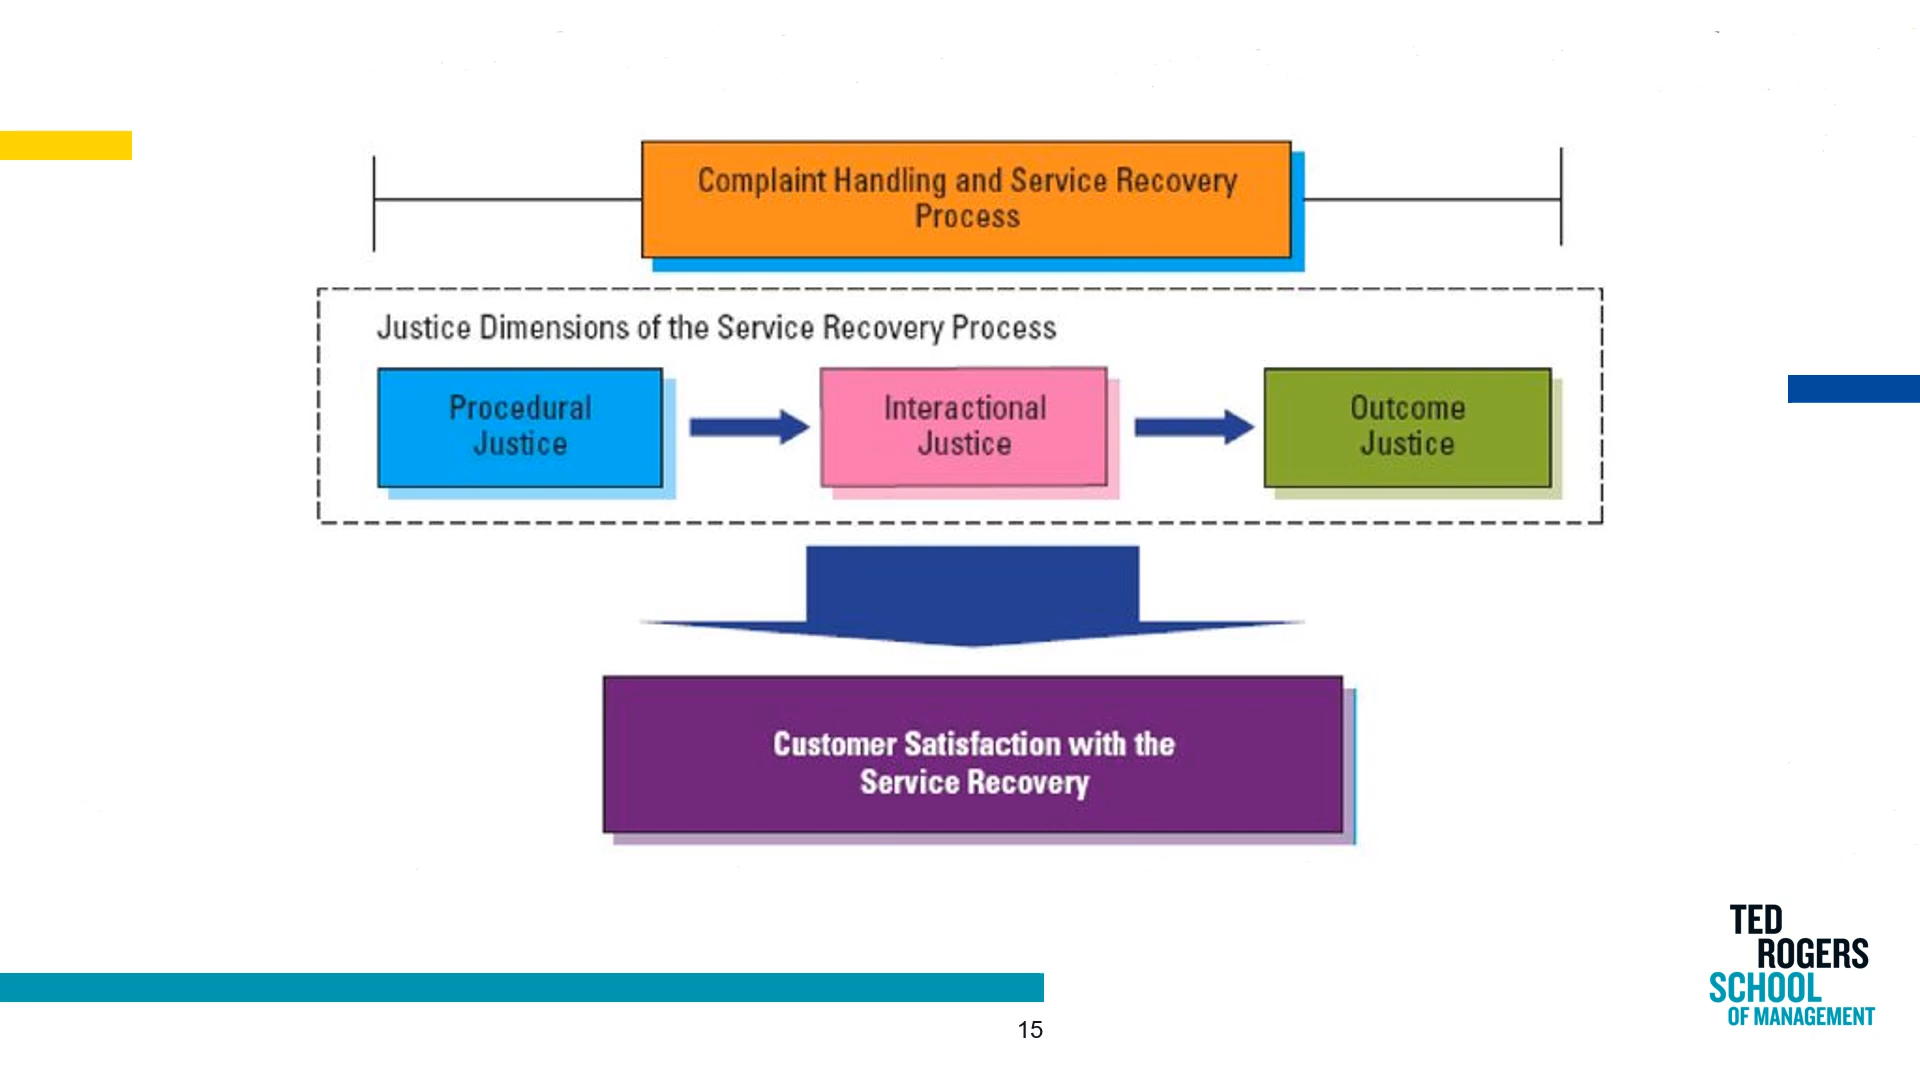 Complaint Handling and Service Recovery
Process
Justice Dimensions of the Service Recovery Process
Procedural
Justice
Interactional
Justice
Outcome
Justice
Customer Satisfaction with the
Service Recovery
TED
ROGERS
SCHOOL
OF MANAGEMENT
15